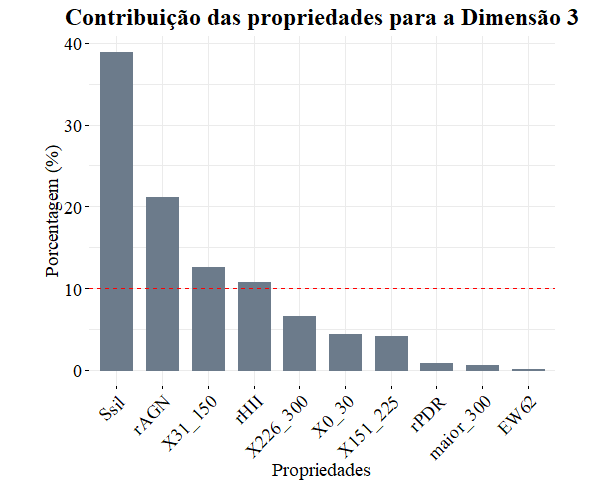 Contribuição das propriedades para a Dimensão 3
Porcentagem (%)
40
30
20
10
0
Ssil
rAGN
X31_150
rHII
X226_300
X0_30
X151_225
rPDR
maior_300
EW62
Propriedades